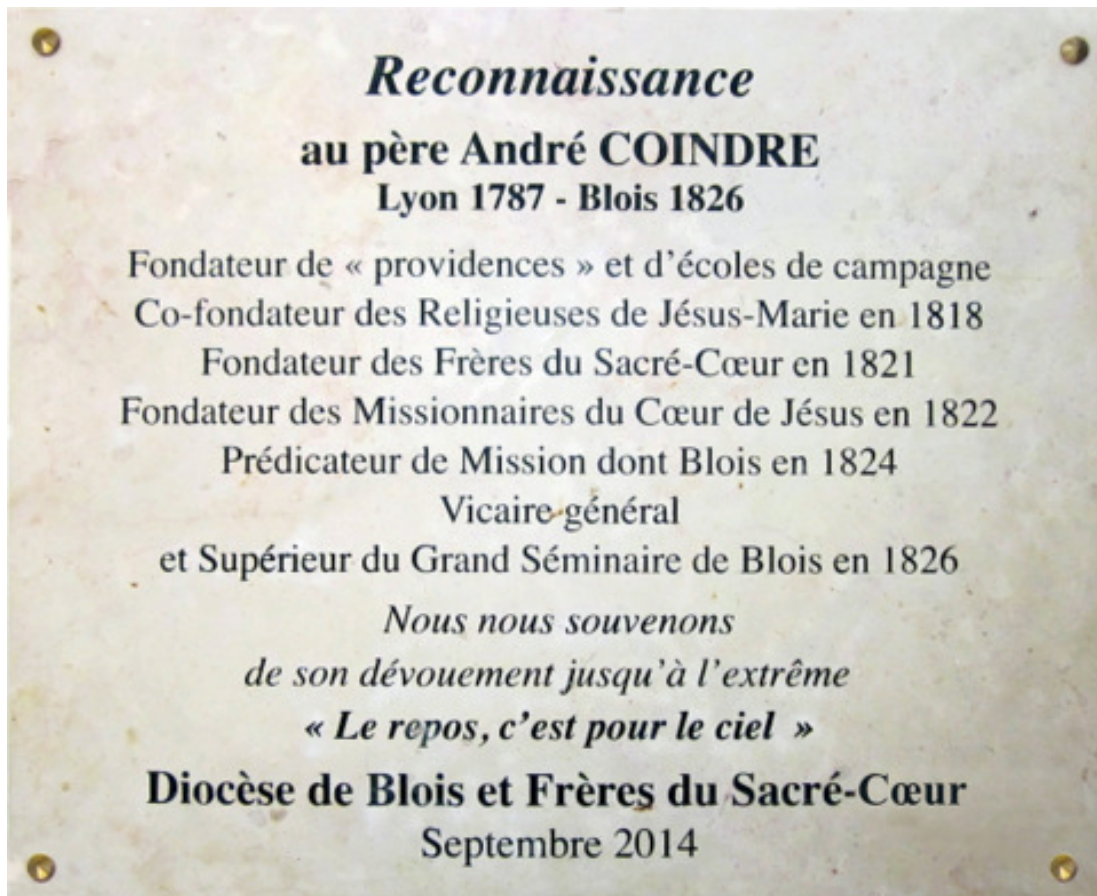 Reconnaissance
au père André COINDRE
Lyon 1787 - Blois 1826
Fondateur de « providences » et d'écoles de campagne
Co-fondateur des Religieuses de Jésus-Marie en 1818
Fondateur des Frères du Sacré-Cœur en 1821
Fondateur des Missionnaires du Cœur de Jésus en 1822
Prédicateur de Mission dont Blois en 1824
Vicaire général
et Supérieur du Grand Séminaire de Blois en 1826
Nous nous souvenons
de son dévouement jusqu'à l'extrême
« Le repos, c'est pour le ciel »
Diocèse de Blois et Frères du Sacré-Cœur
Septembre 2014